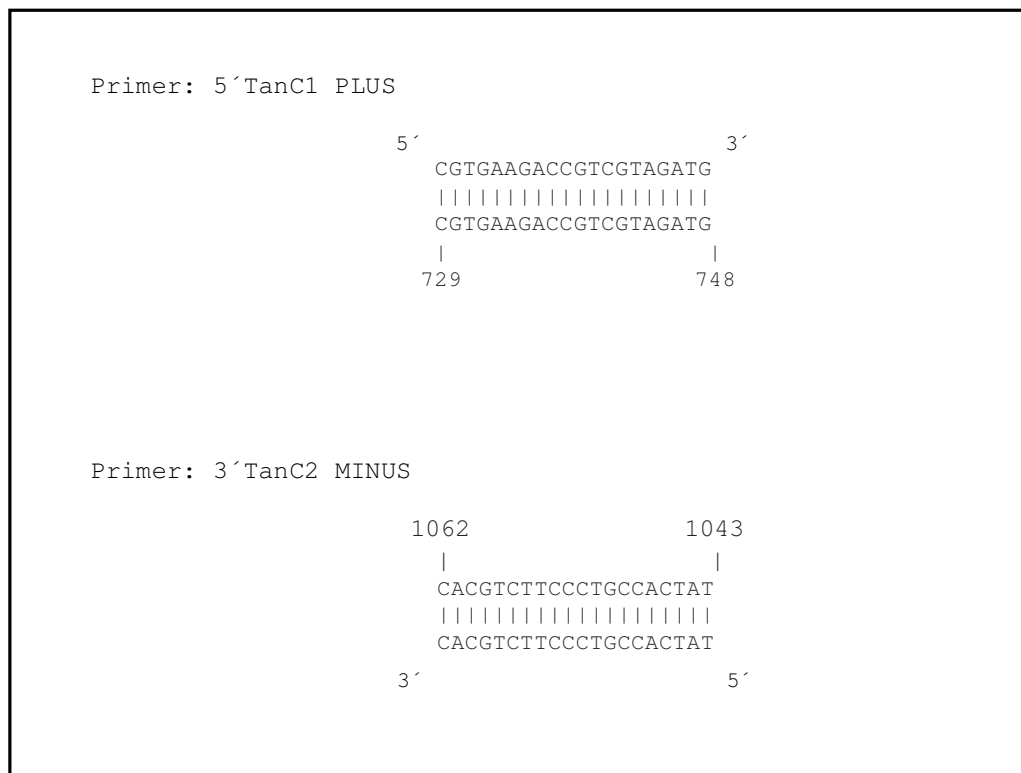 Primer: 5´TanC1 PLUS
5´ 3´
CGTGAAGACCGTCGTAGATG
||||||||||||||||||||
CGTGAAGACCGTCGTAGATG
| |
729 748
Primer: 3´TanC2 MINUS
1062 1043
| |
CACGTCTTCCCTGCCACTAT
||||||||||||||||||||
CACGTCTTCCCTGCCACTAT
3´ 5´